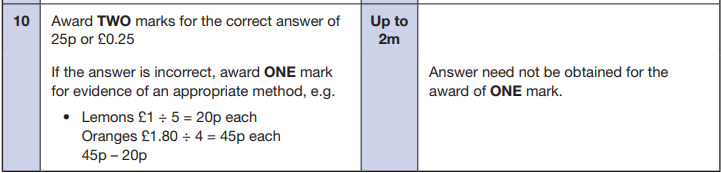 10 Award TWO marks for the correct answer of Up to
25p or £0.25 2m
If the answer is incorrect, award ONE mark Answer need not be obtained for the
for evidence of an appropriate method, e.g. award of ONE mark.
• Lemons £1 ÷ 5 = 20p each
Oranges £1.80 ÷ 4 = 45p each
45p – 20p